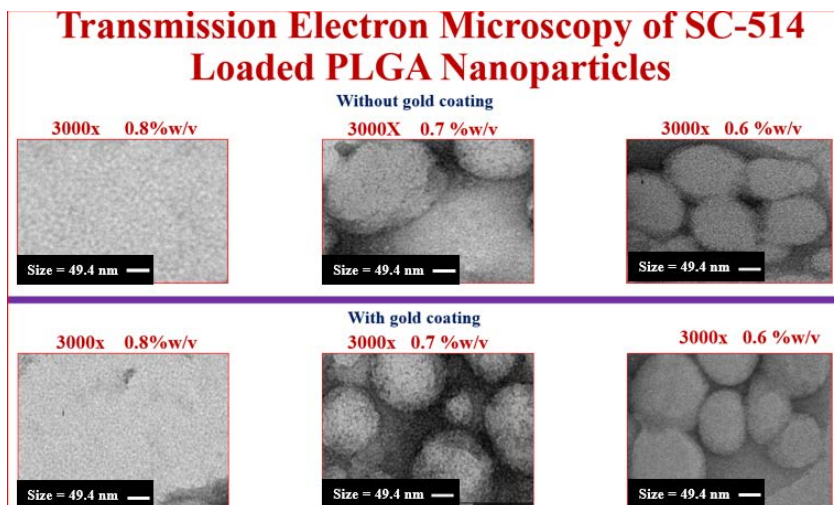 Transmission Electron Microscopy of SC-514
Loaded PLGA Nanoparticles
Without gold coating
3000x 0.8%w/v
3000X 0.7 %w/v
3000x 0.6 %w/v
Size = 49.4 nm
Size = 49.4 nm
Size = 49.4 nm
With gold coating
3000x 0.8%w/v
3000x 0.7 %w/v
3000x 0.6 %w/v
Size = 49.4 nm
Size = 49.4 nm
Size = 49.4 nm